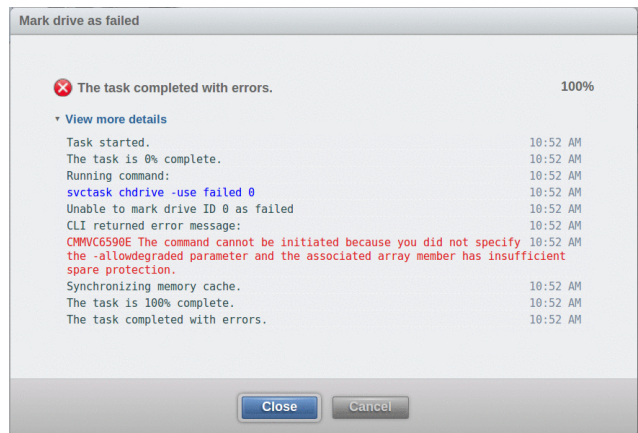 Mark drive as failed
The task completed with errors. 100%
View more details
Task started. 10:52 AM
The task is 0% complete. 10:52 AM
Running command: 10:52 AM
svctask chdrive -use failed 0 10:52 AM
Unable to mark drive ID 0 as failed 10:52 AM
CLI returned error message: 10:52 AM
CMMVC6590E The command cannot be initiated because you did not specify 10:52 AM
the -allowdegraded parameter and the associated array member has insufficient
spare protection.
Synchronizing memory cache. 10:52 AM
The task is 100% complete. 10:52 AM
The task completed with errors. 10:52 AM
Close Cancel